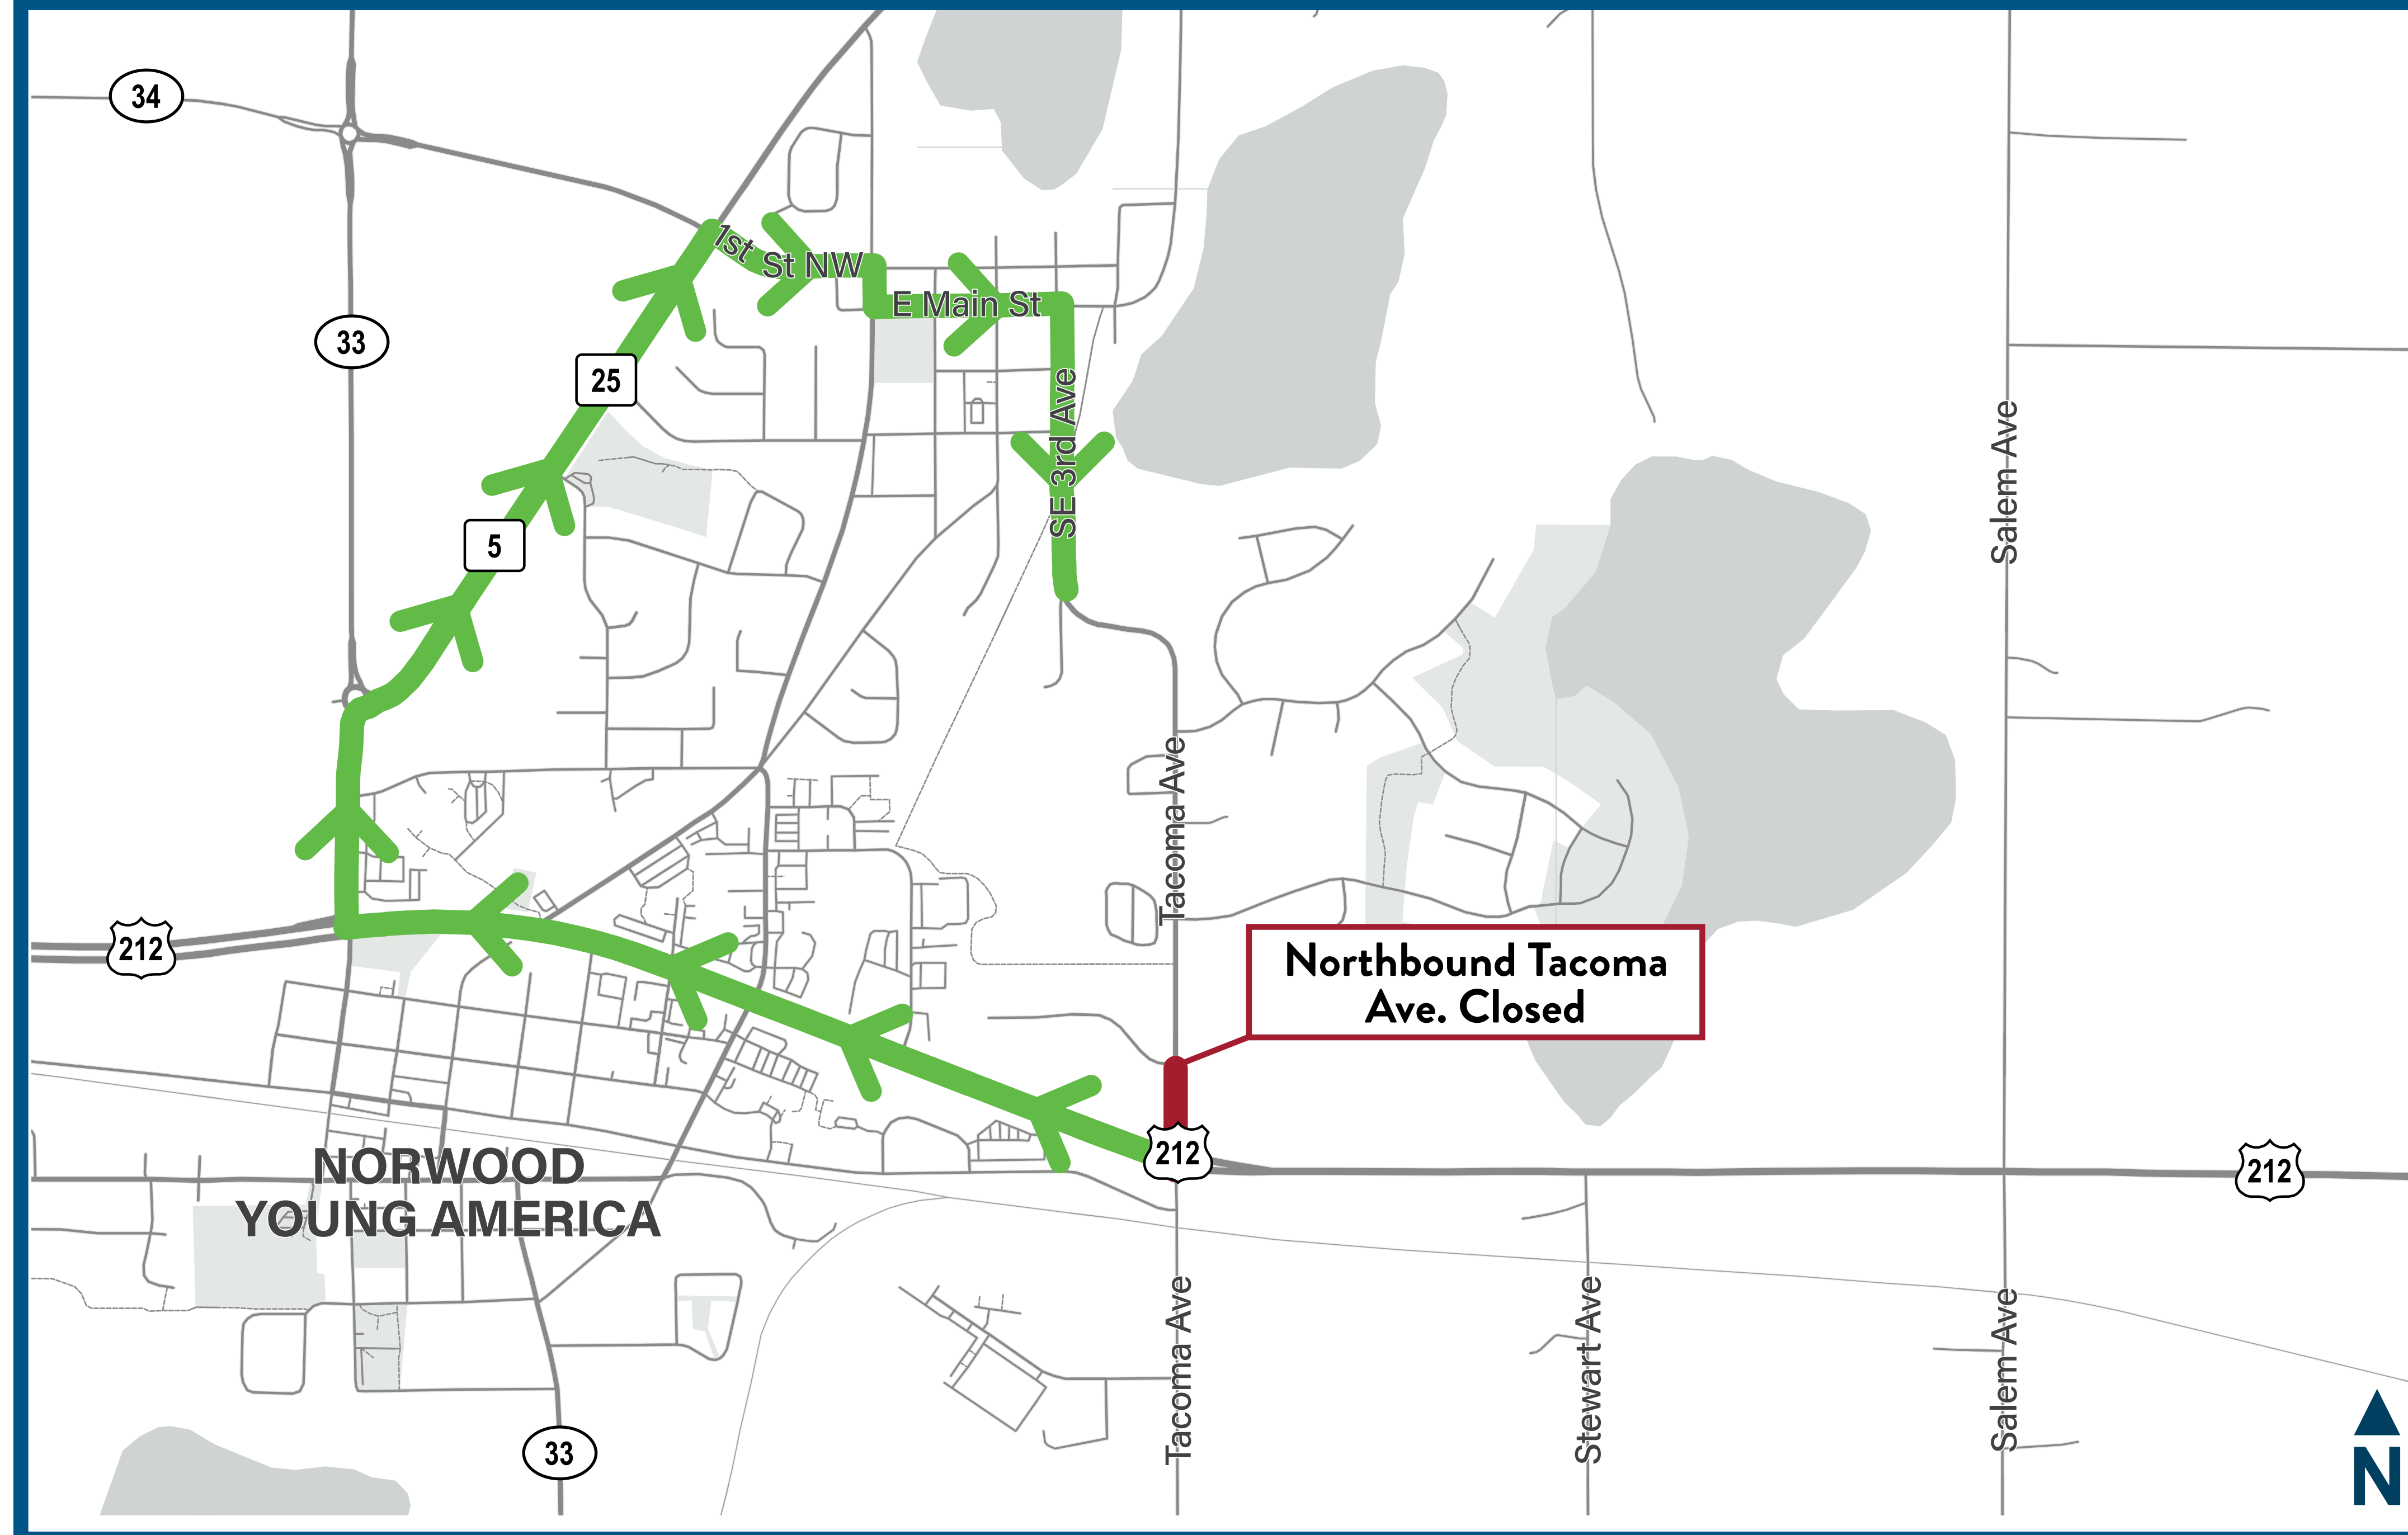 34
1st St NW
E Main St
33
25
SE 3rd Ave
Salem Ave
5
Tacoma Ave
212
Northbound Tacoma
Ave. Closed
212
212
NORWOOD
YOUNG AMERICA
Tacoma Ave
Stewart Ave
Salem Ave
33
N